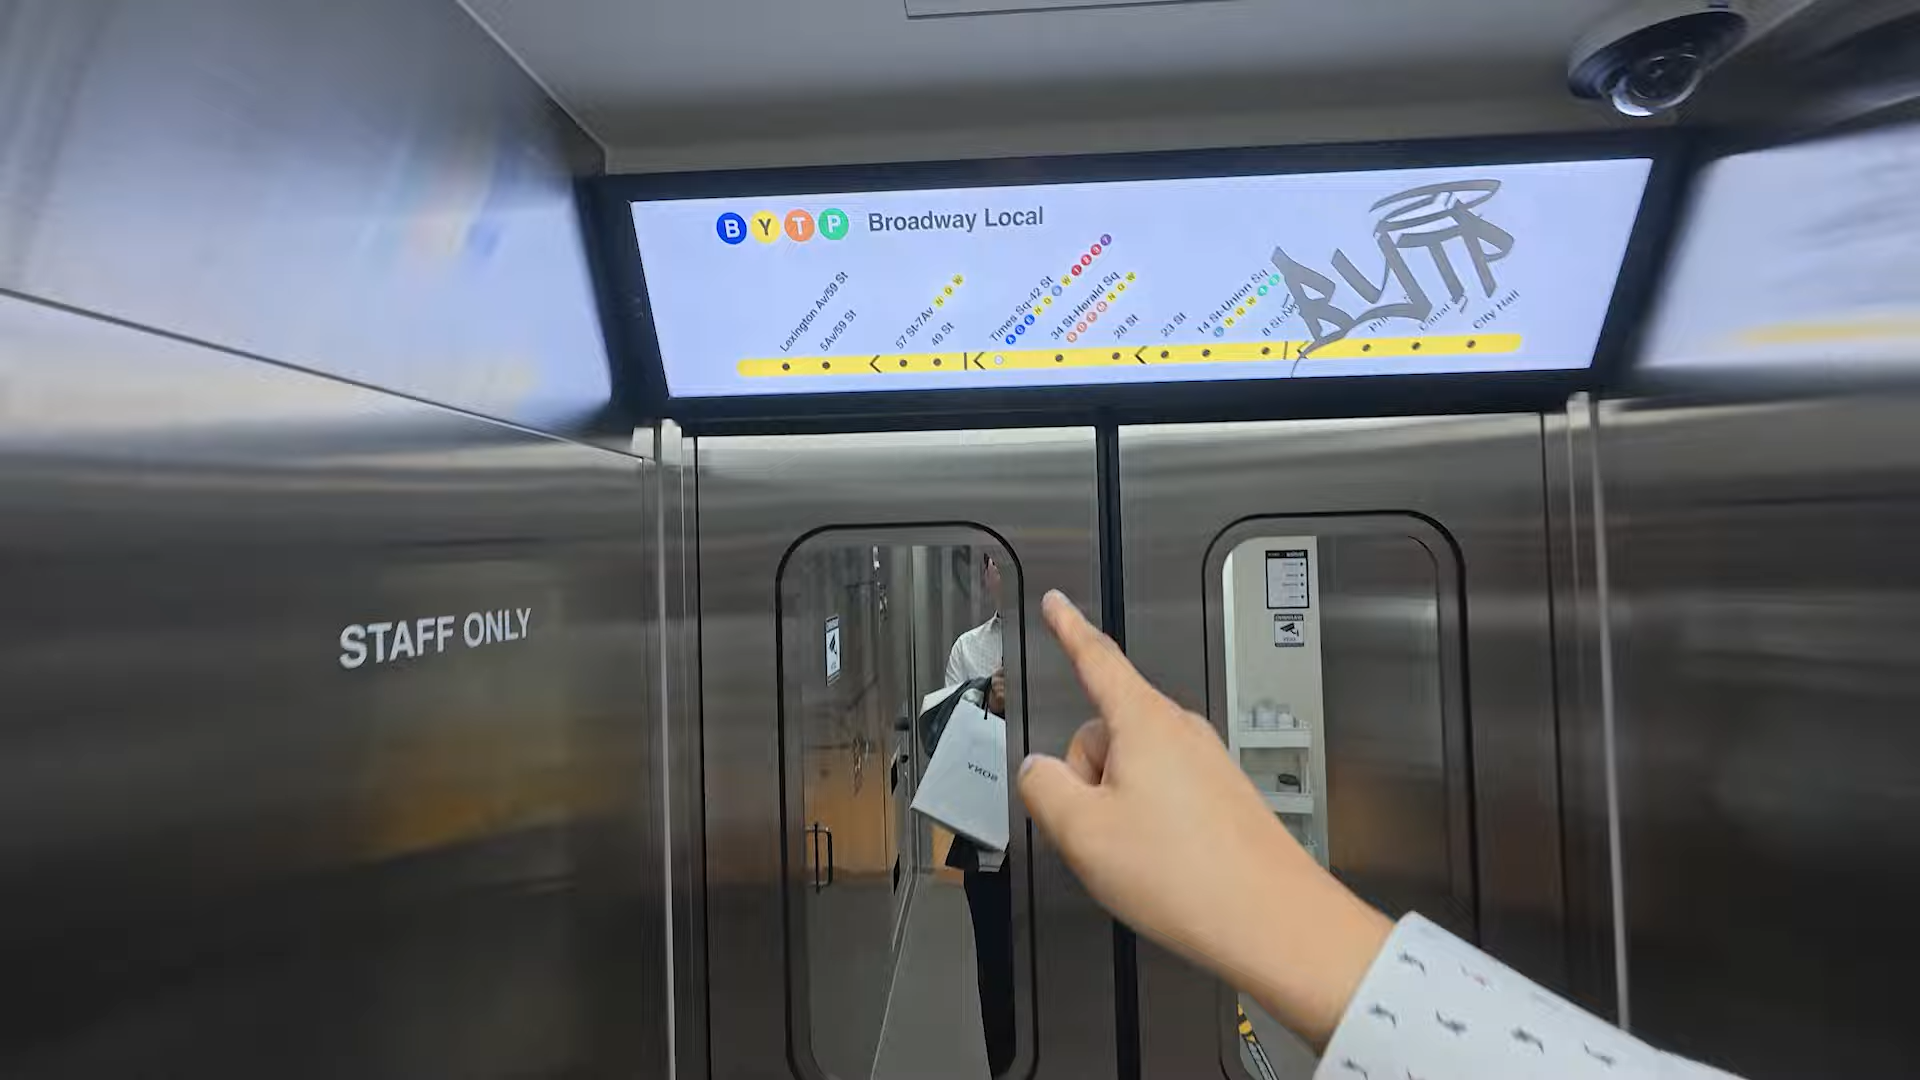 B Y T P Broadway Local
BYTP
Lexington Av/59 St
5Av/59 St
57 St-7Av N Q W
49 St
Times Sq-42 St
34 St-Herald Sq
28 St
23 St
14 St-Union Sq
8 St-
Canal
City Hall
STAFF ONLY
SONY